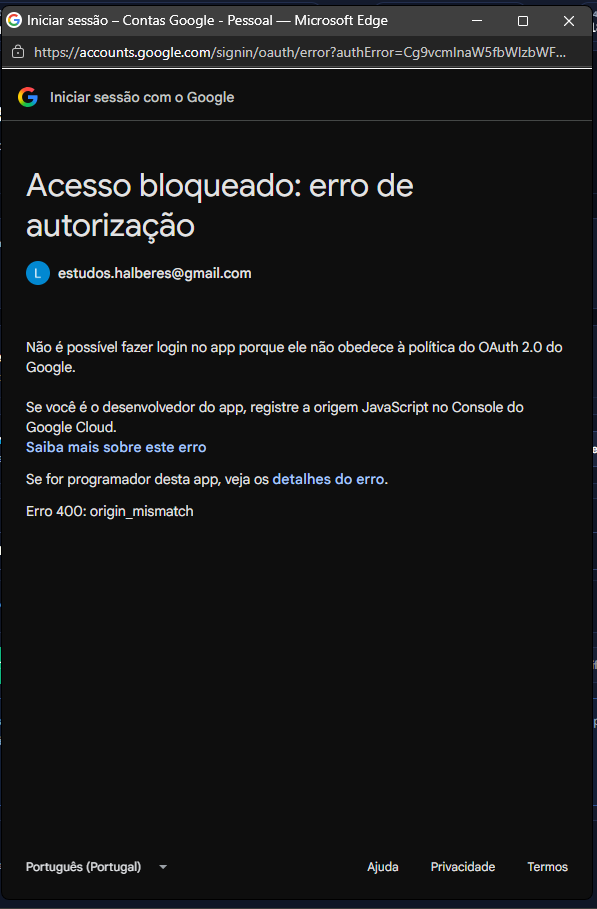 Iniciar sessão – Contas Google - Pessoal — Microsoft Edge
https://accounts.google.com/signin/oauth/error?authError=Cg9vcmlnaW5fbWlzbWF...
Iniciar sessão com o Google
Acesso bloqueado: erro de
autorização
L estudos.halberes@gmail.com
Não é possível fazer login no app porque ele não obedece à política do OAuth 2.0 do
Google.
Se você é o desenvolvedor do app, registre a origem JavaScript no Console do
Google Cloud.
Saiba mais sobre este erro
Se for programador desta app, veja os detalhes do erro.
Erro 400: origin_mismatch
Português (Portugal) Ajuda Privacidade Termos